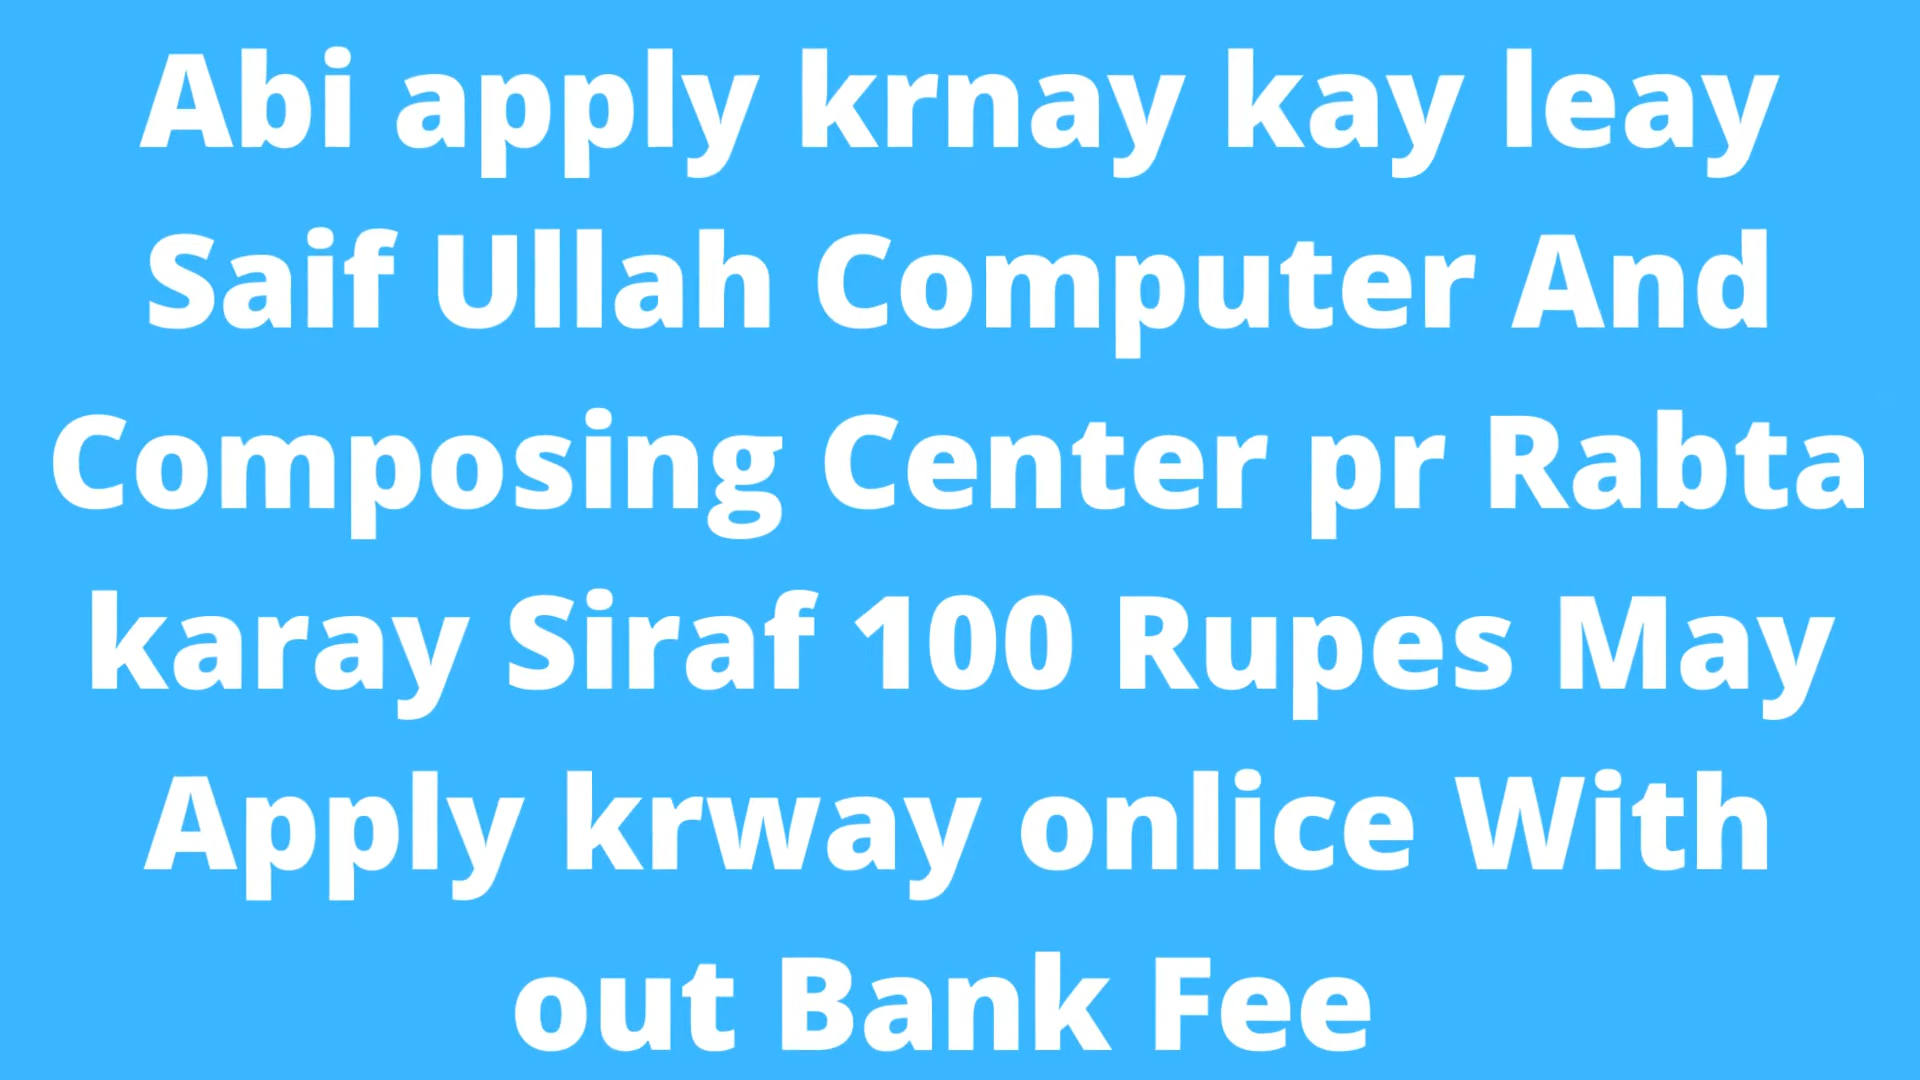 Abi apply krnay kay leay
Saif Ullah Computer And
Composing Center pr Rabta
karay Siraf 100 Rupes May
Apply krway onlice With
out Bank Fee